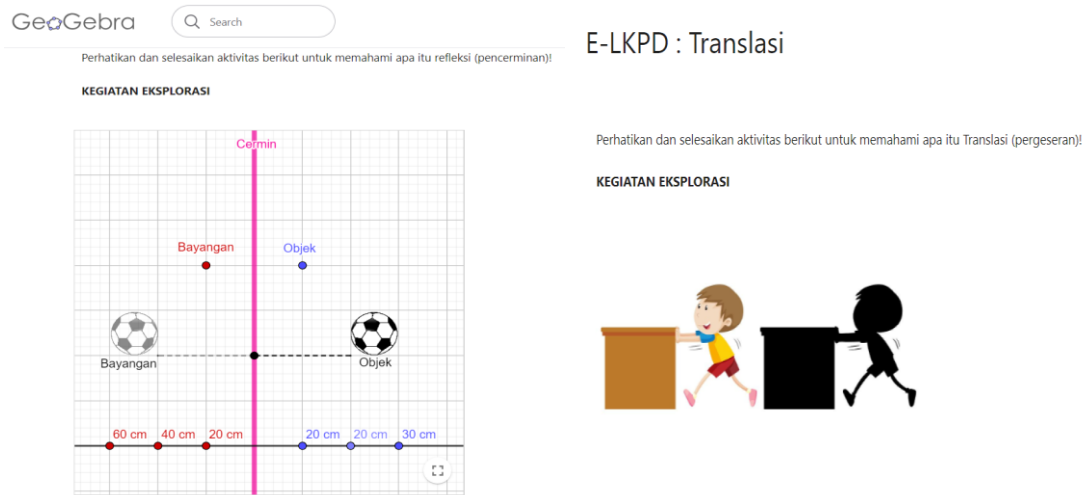 GeoGebra
Search
Perhatikan dan selesaikan aktivitas berikut untuk memahami apa itu refleksi (pencerminan)!
KEGIATAN EKSPLORASI
Cermin
Bayangan Objek
Bayangan Objek
60 cm 40 cm 20 cm 20 cm 20 cm 30 cm
E-LKPD : Translasi
Perhatikan dan selesaikan aktivitas berikut untuk memahami apa itu Translasi (pergeseran)!
KEGIATAN EKSPLORASI